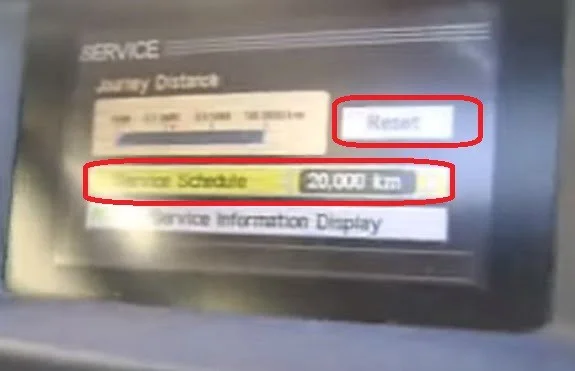 SERVICE
Journey Distance
Reset
Service Schedule 20,000 km
Service Information Display